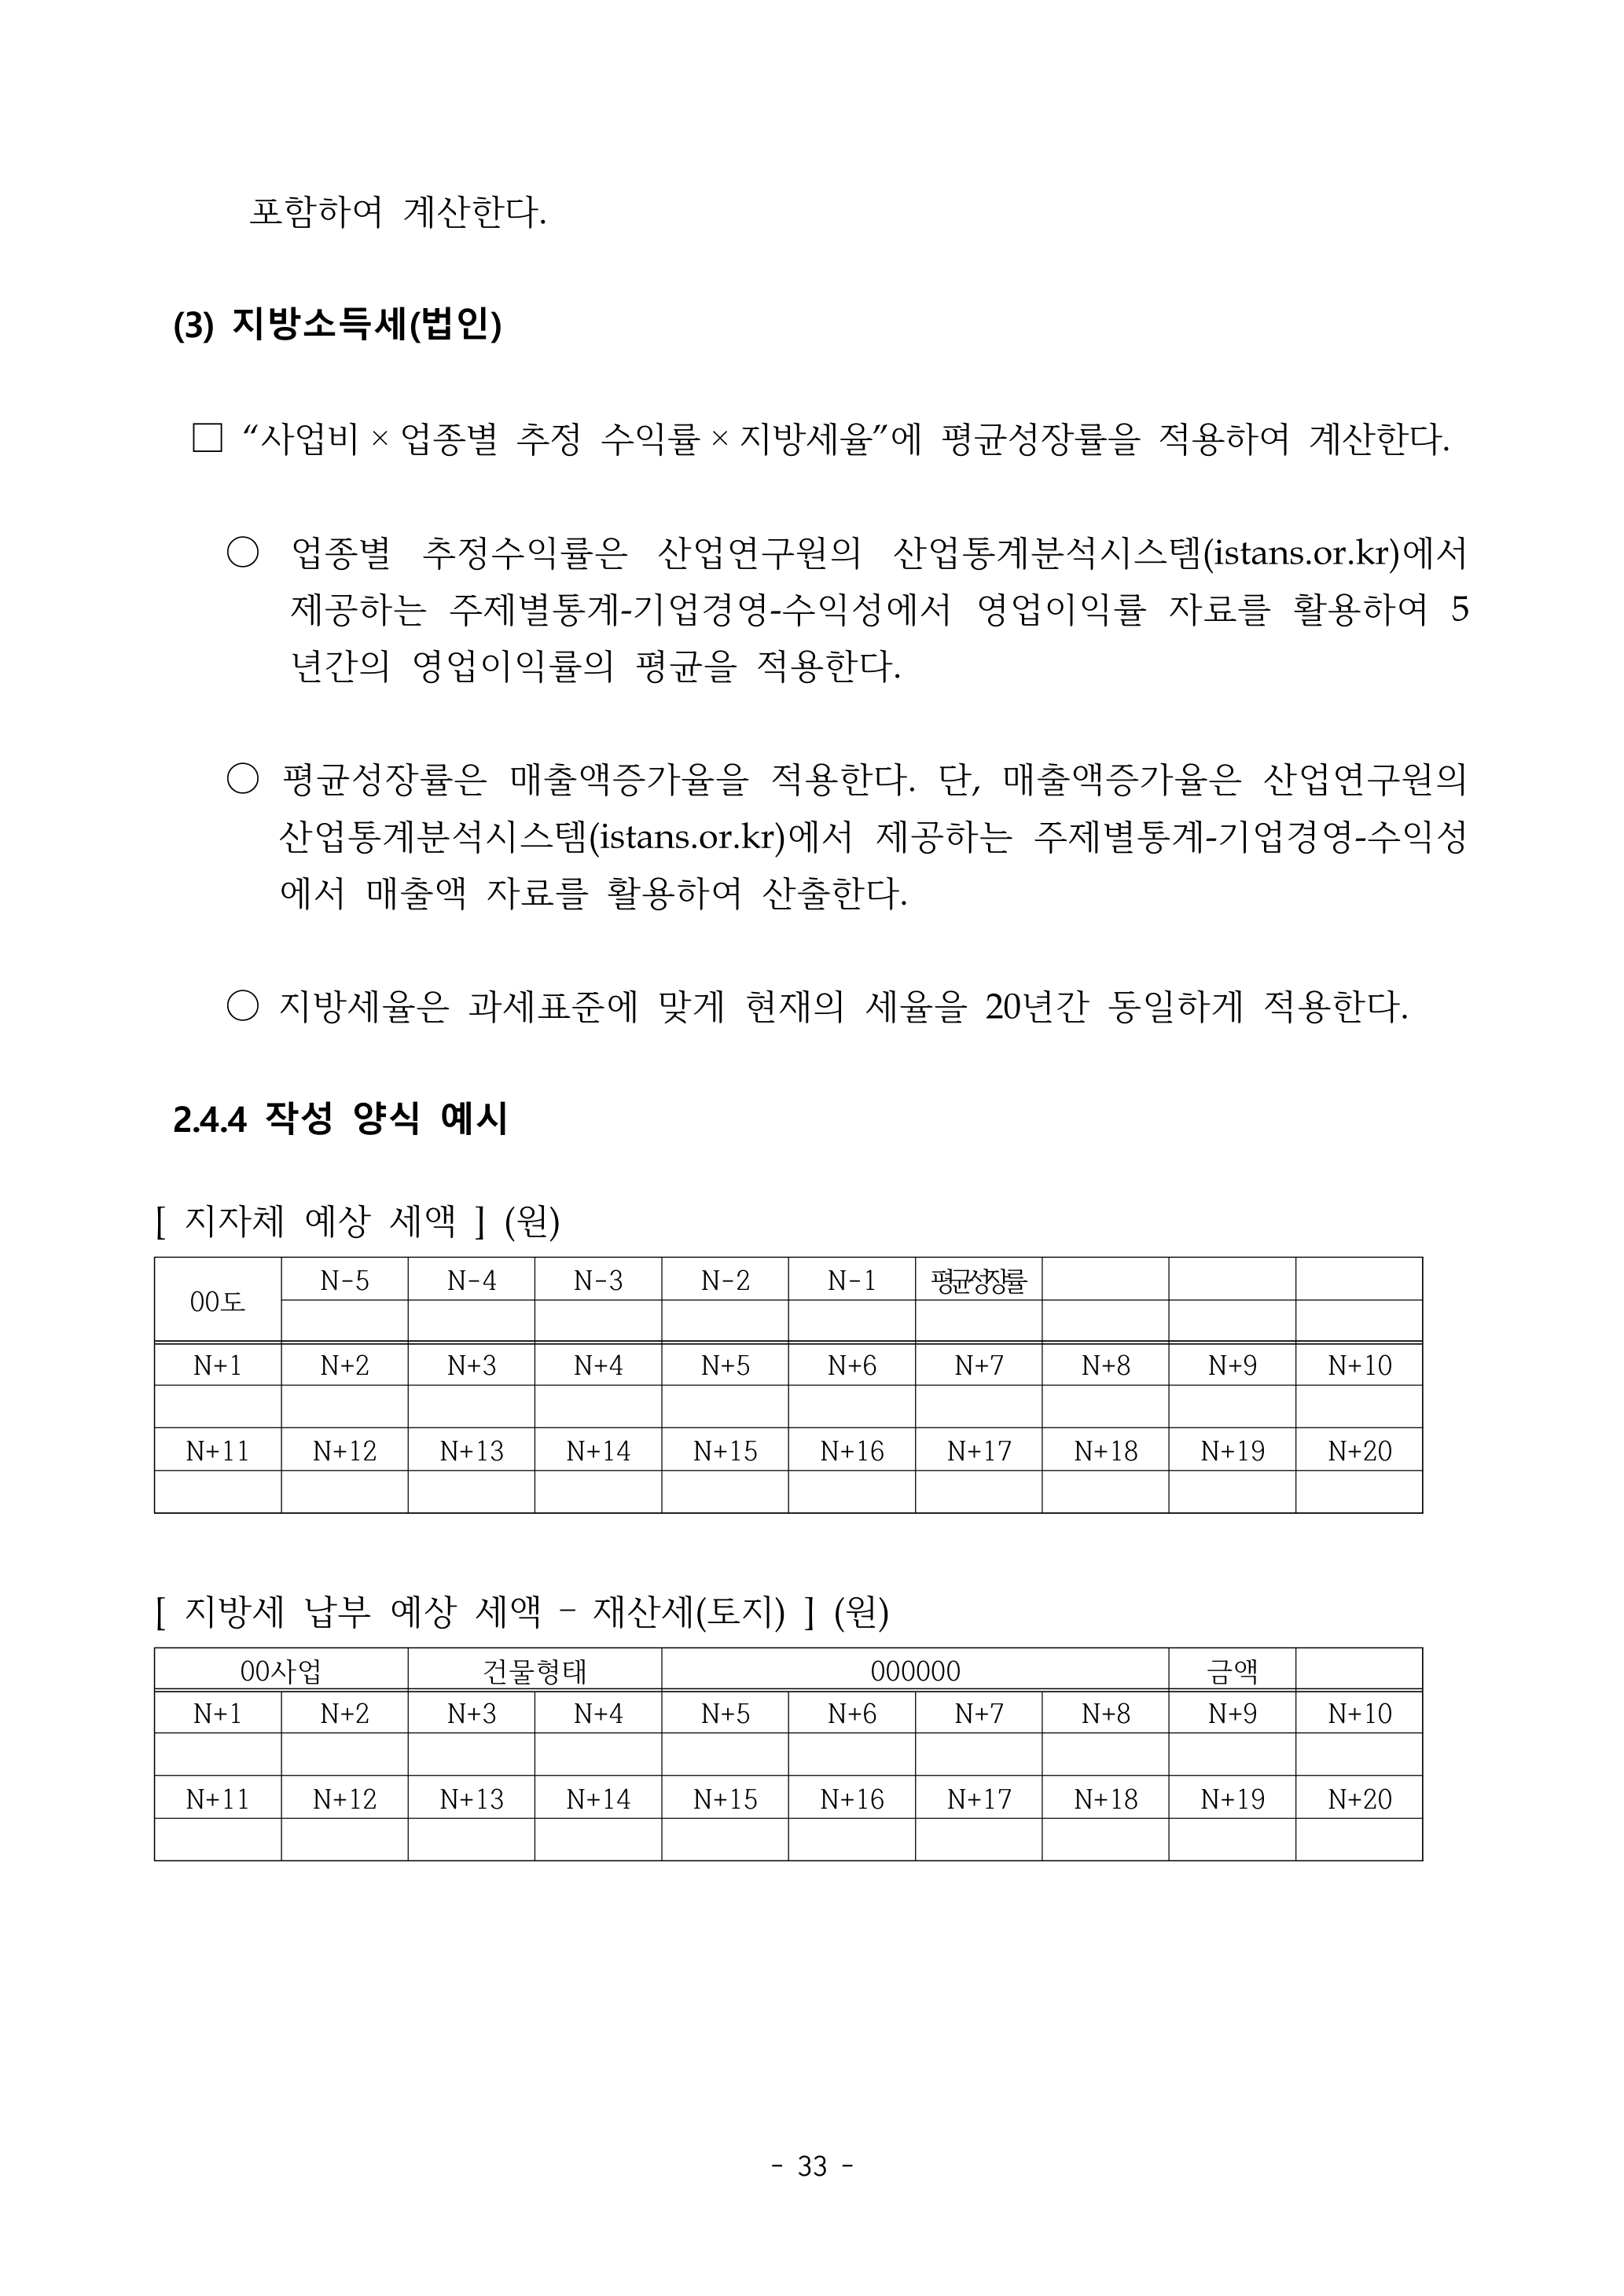 포함하여 계산한다.
(3) 지방소득세(법인)
□ “사업비 × 업종별 추정 수익률 × 지방세율”에 평균성장률을 적용하여 계산한다.
○ 업종별 추정수익률은 산업연구원의 산업통계분석시스템(istans.or.kr)에서
제공하는 주제별통계-기업경영-수익성에서 영업이익률 자료를 활용하여 5
년간의 영업이익률의 평균을 적용한다.
○ 평균성장률은 매출액증가율을 적용한다. 단, 매출액증가율은 산업연구원의
산업통계분석시스템(istans.or.kr)에서 제공하는 주제별통계-기업경영-수익성
에서 매출액 자료를 활용하여 산출한다.
○ 지방세율은 과세표준에 맞게 현재의 세율을 20년간 동일하게 적용한다.
2.4.4 작성 양식 예시
[ 지자체 예상 세액 ] (원)
00도 N-5 N-4 N-3 N-2 N-1 평균성장률
N+1 N+2 N+3 N+4 N+5 N+6 N+7 N+8 N+9 N+10
N+11 N+12 N+13 N+14 N+15 N+16 N+17 N+18 N+19 N+20
[ 지방세 납부 예상 세액 - 재산세(토지) ] (원)
00사업 건물형태 000000 금액
N+1 N+2 N+3 N+4 N+5 N+6 N+7 N+8 N+9 N+10
N+11 N+12 N+13 N+14 N+15 N+16 N+17 N+18 N+19 N+20
- 33 -